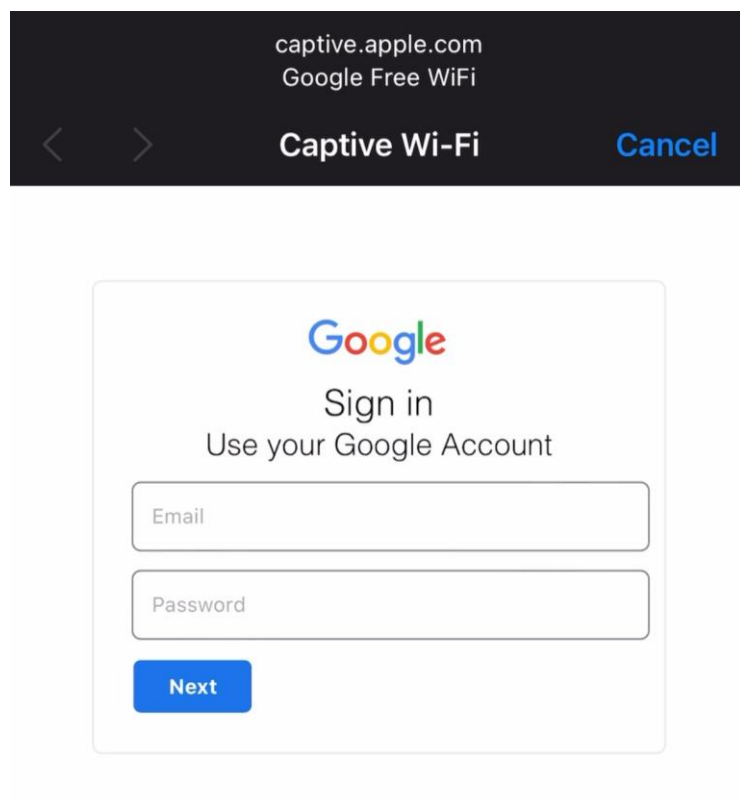 captive.apple.com
Google Free WiFi
Captive Wi-Fi
Cancel
Google
Sign in
Use your Google Account
Email
Password
Next